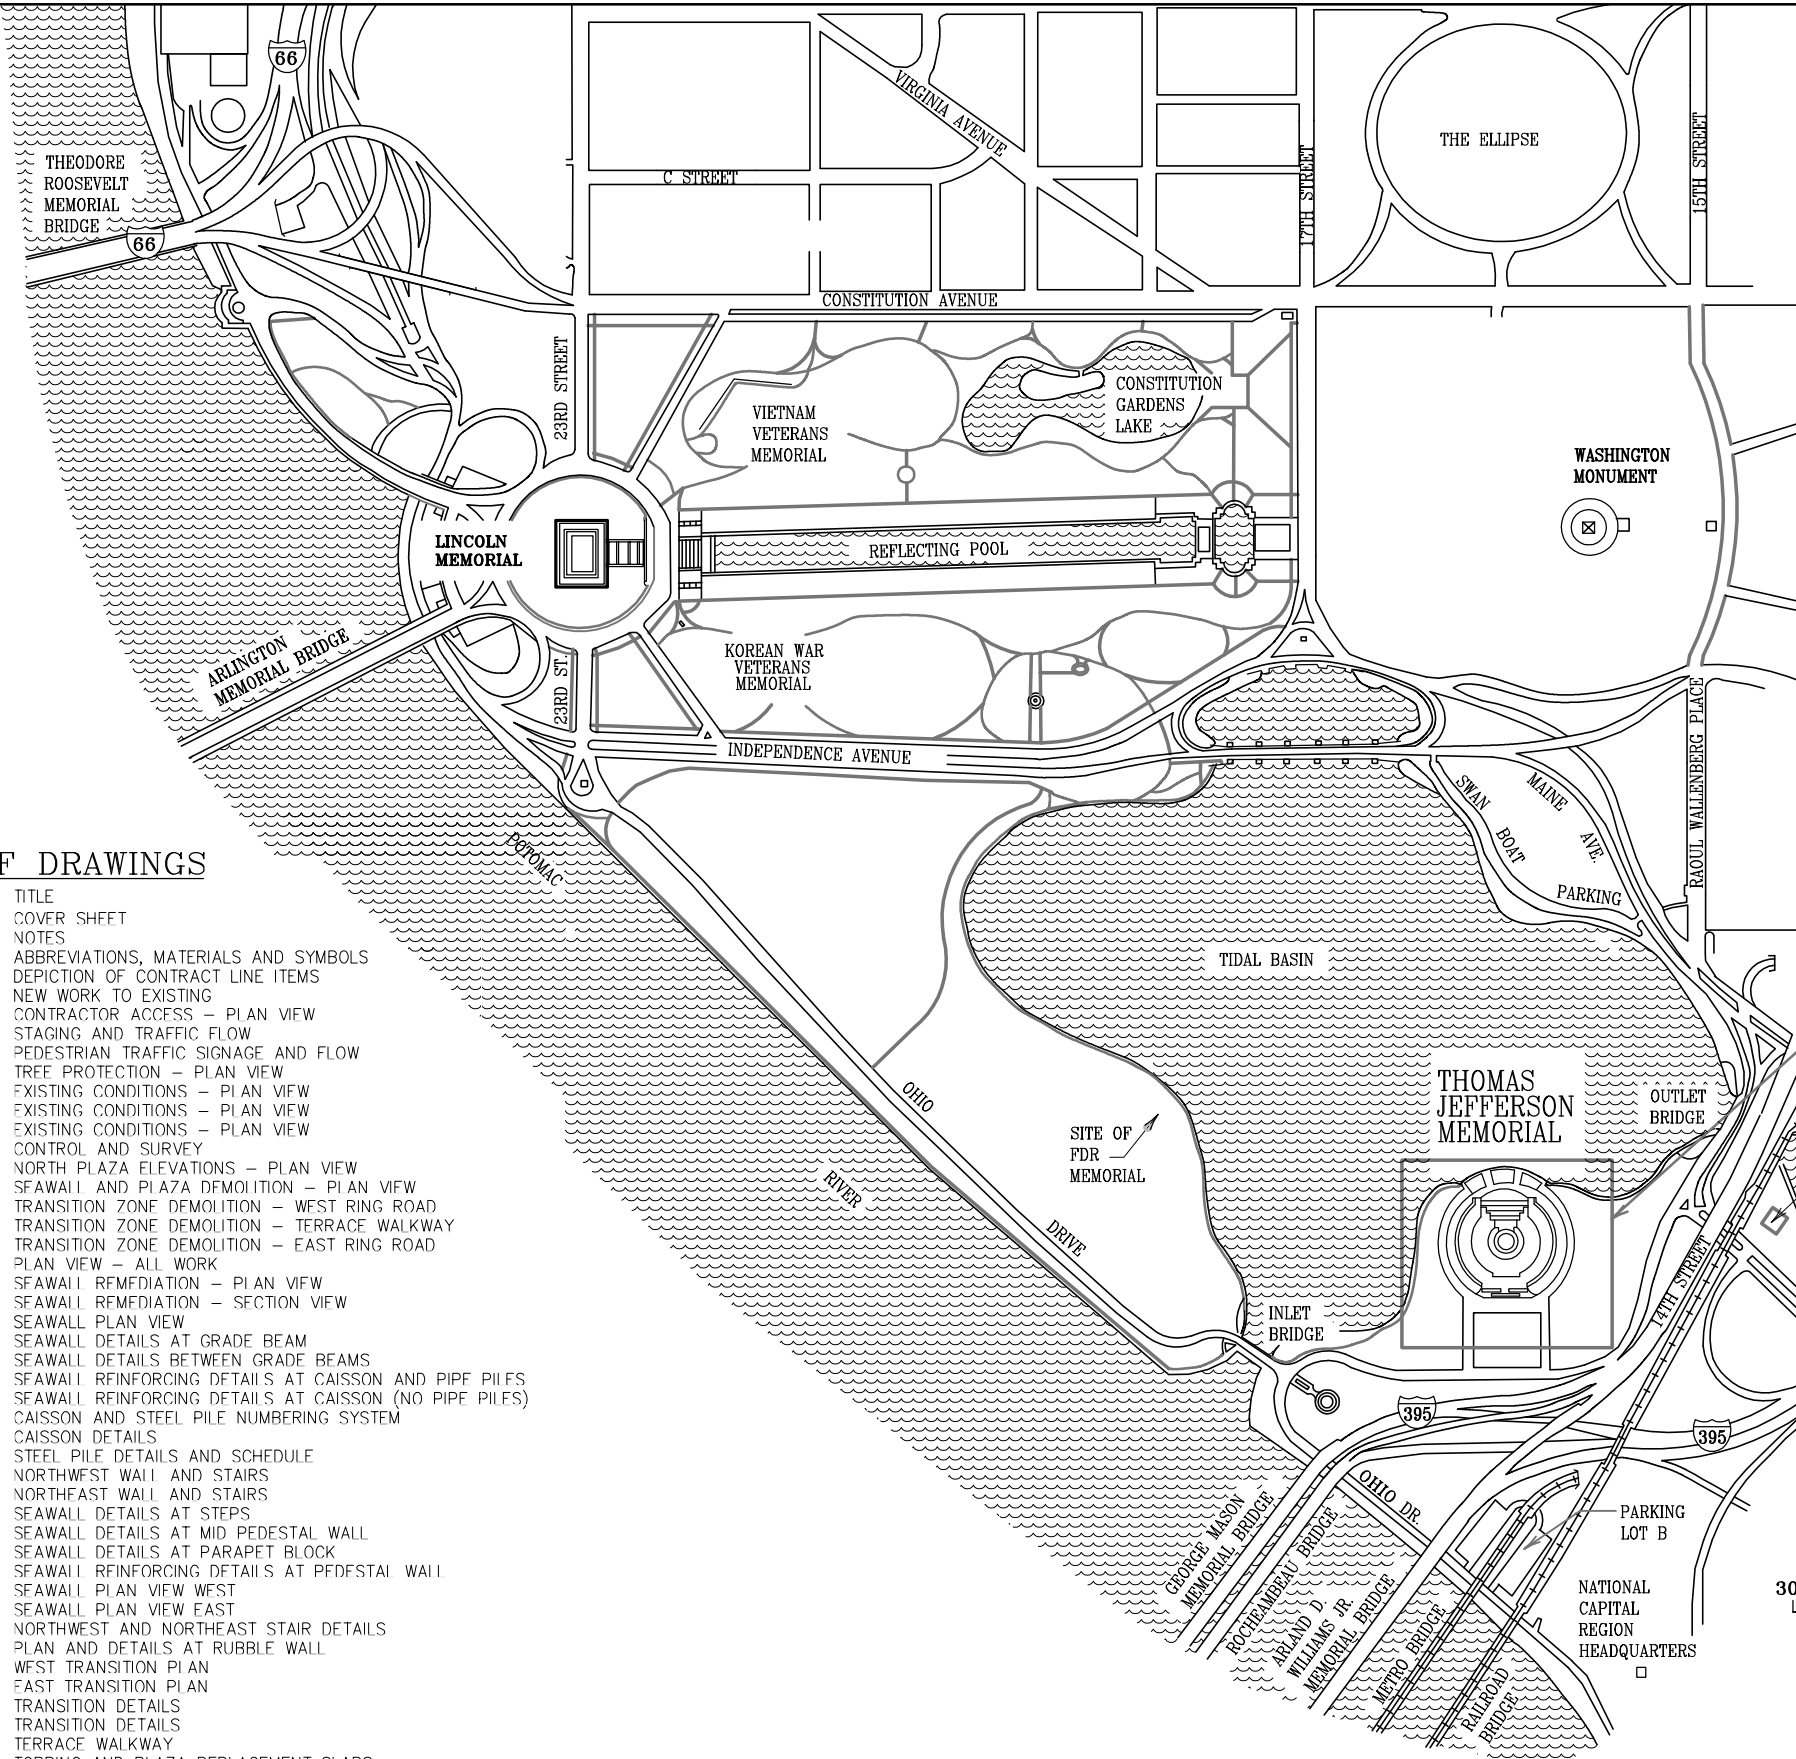 66
THEODORE
ROOSEVELT
MEMORIAL
BRIDGE
66
VIRGINIA AVENUE
C STREET
17TH STREET
THE ELLIPSE
15TH STREET
CONSTITUTION AVENUE
23RD STREET
VIETNAM
VETERANS
MEMORIAL
CONSTITUTION
GARDENS
LAKE
WASHINGTON
MONUMENT
LINCOLN
MEMORIAL
REFLECTING POOL
ARLINGTON
MEMORIAL BRIDGE
23RD ST.
KOREAN WAR
VETERANS
MEMORIAL
INDEPENDENCE AVENUE
RAOUL WALLENBERG PLACE
SWAN
BOAT
PARKING
MAINE
AVE.
POTOMAC
RIVER
TIDAL BASIN
OHIO
DRIVE
SITE OF
FDR
MEMORIAL
THOMAS
JEFFERSON
MEMORIAL
OUTLET
BRIDGE
14TH STREET
INLET
BRIDGE
395
395
OHIO DR.
GEORGE MASON
MEMORIAL BRIDGE
ROCHEAMBEAU BRIDGE
ARLAND D.
WILLIAMS JR.
MEMORIAL BRIDGE
METRO BRIDGE
RAILROAD
BRIDGE
PARKING
LOT B
NATIONAL
CAPITAL
REGION
HEADQUARTERS
30
L
F DRAWINGS
TITLE
COVER SHEET
NOTES
ABBREVIATIONS, MATERIALS AND SYMBOLS
DEPICTION OF CONTRACT LINE ITEMS
NEW WORK TO EXISTING
CONTRACTOR ACCESS – PLAN VIEW
STAGING AND TRAFFIC FLOW
PEDESTRIAN TRAFFIC SIGNAGE AND FLOW
TREE PROTECTION – PLAN VIEW
EXISTING CONDITIONS – PLAN VIEW
EXISTING CONDITIONS – PLAN VIEW
EXISTING CONDITIONS – PLAN VIEW
CONTROL AND SURVEY
NORTH PLAZA ELEVATIONS – PLAN VIEW
SEAWALL AND PLAZA DEMOLITION – PLAN VIEW
TRANSITION ZONE DEMOLITION – WEST RING ROAD
TRANSITION ZONE DEMOLITION – TERRACE WALKWAY
TRANSITION ZONE DEMOLITION – EAST RING ROAD
PLAN VIEW – ALL WORK
SEAWALL REMEDIATION – PLAN VIEW
SEAWALL REMEDIATION – SECTION VIEW
SEAWALL PLAN VIEW
SEAWALL DETAILS AT GRADE BEAM
SEAWALL DETAILS BETWEEN GRADE BEAMS
SEAWALL REINFORCING DETAILS AT CAISSON AND PIPE PILES
SEAWALL REINFORCING DETAILS AT CAISSON (NO PIPE PILES)
CAISSON AND STEEL PILE NUMBERING SYSTEM
CAISSON DETAILS
STEEL PILE DETAILS AND SCHEDULE
NORTHWEST WALL AND STAIRS
NORTHEAST WALL AND STAIRS
SEAWALL DETAILS AT STEPS
SEAWALL DETAILS AT MID PEDESTAL WALL
SEAWALL DETAILS AT PARAPET BLOCK
SEAWALL REINFORCING DETAILS AT PEDESTAL WALL
SEAWALL PLAN VIEW WEST
SEAWALL PLAN VIEW EAST
NORTHWEST AND NORTHEAST STAIR DETAILS
PLAN AND DETAILS AT RUBBLE WALL
WEST TRANSITION PLAN
EAST TRANSITION PLAN
TRANSITION DETAILS
TRANSITION DETAILS
TERRACE WALKWAY
TOPPING AND PLAZA REPLACEMENT SLABS